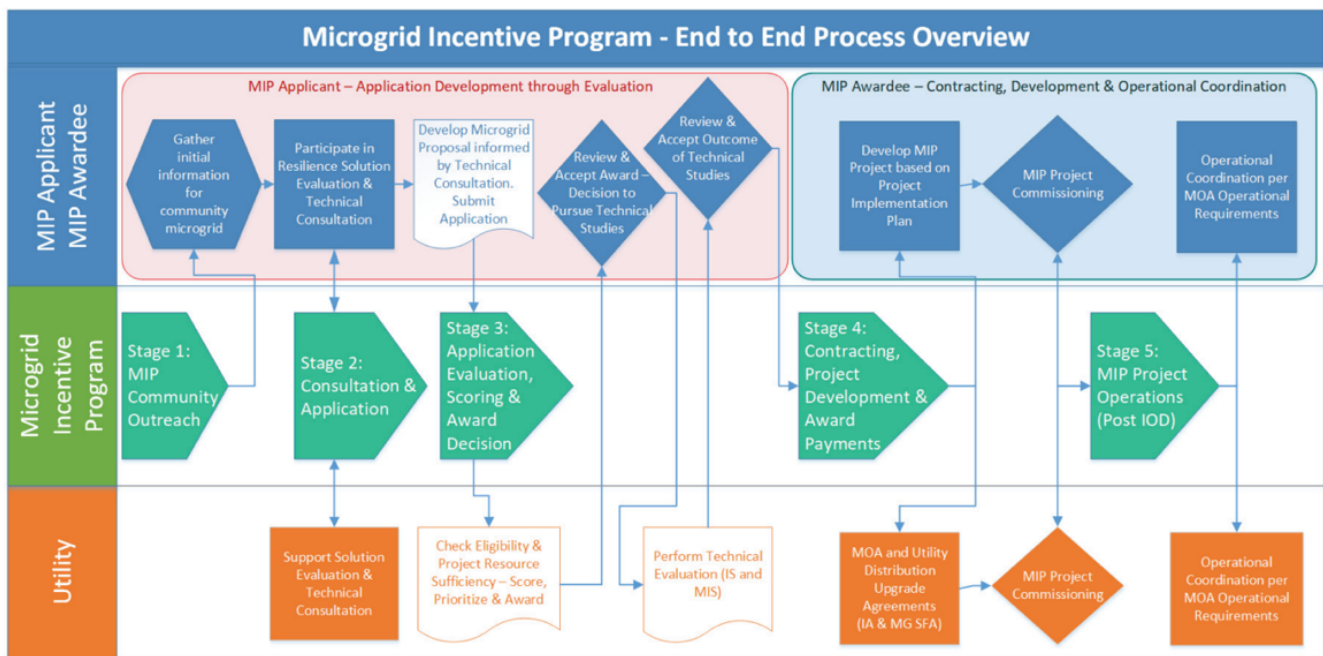 Microgrid Incentive Program - End to End Process Overview
MIP Applicant
MIP Awardee
MIP Applicant – Application Development through Evaluation
Gather
initial
information for
community
microgrid
Participate in
Resilience Solution
Evaluation &
Technical
Consultation
Develop Microgrid
Proposal informed
by Technical
Consultation.
Submit
Application
Review &
Accept Award –
Decision to
Pursue Technical
Studies
Review &
Accept Outcome
of Technical
Studies
MIP Awardee – Contracting, Development & Operational Coordination
Develop MIP
Project based on
Project
Implementation
Plan
MIP Project
Commissioning
Operational
Coordination per
MOA Operational
Requirements
Microgrid
Incentive
Program
Stage 1:
MIP
Community
Outreach
Stage 2:
Consultation &
Application
Stage 3:
Application
Evaluation,
Scoring &
Award
Decision
Stage 4:
Contracting,
Project
Development &
Award
Payments
Stage 5:
MIP Project
Operations
(Post IOD)
Utility
Support Solution
Evaluation &
Technical
Consultation
Check Eligibility &
Project Resource
Sufficiency – Score,
Prioritize & Award
Perform Technical
Evaluation (IS and
MIS)
MOA and Utility
Distribution
Upgrade
Agreements
(IA & MG SFA)
MIP Project
Commissioning
Operational
Coordination per
MOA Operational
Requirements